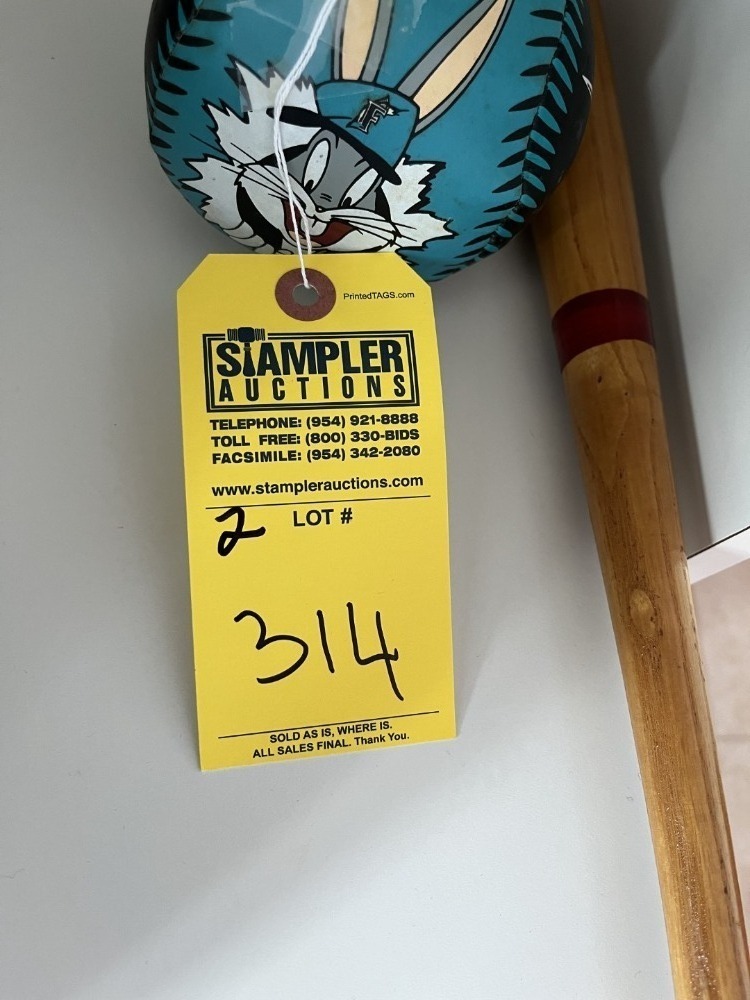 F
PrintedTAGS.com
STAMPLER
AUCTIONS
TELEPHONE: (954) 921-8888
TOLL FREE: (800) 330-BIDS
FACSIMILE: (954) 342-2080
www.stamplerauctions.com
2 LOT #
314
SOLD AS IS, WHERE IS.
ALL SALES FINAL. Thank You.